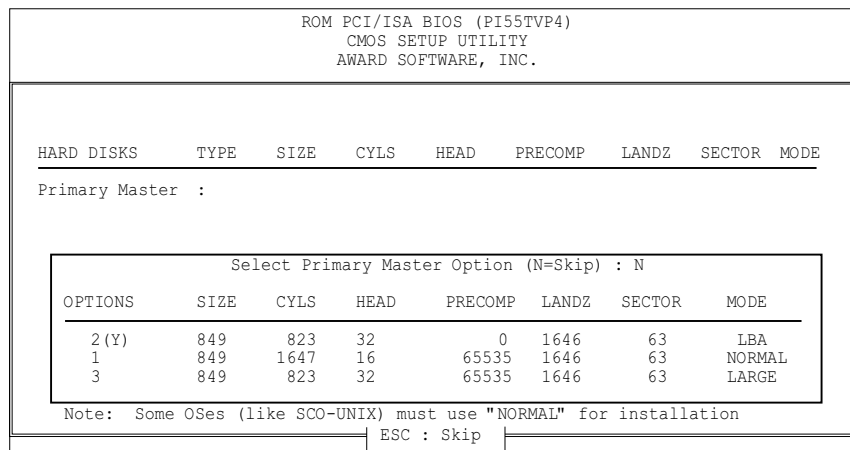 ROM PCI/ISA BIOS (PI55TVP4)
CMOS SETUP UTILITY
AWARD SOFTWARE, INC.
HARD DISKS TYPE SIZE CYLS HEAD PRECOMP LANDZ SECTOR MODE
Primary Master :
Select Primary Master Option (N=Skip) : N
OPTIONS SIZE CYLS HEAD PRECOMP LANDZ SECTOR MODE
2(Y) 849 823 32 0 1646 63 LBA
1 849 1647 16 65535 1646 63 NORMAL
3 849 823 32 65535 1646 63 LARGE
Note: Some OSes (like SCO-UNIX) must use "NORMAL" for installation
ESC : Skip